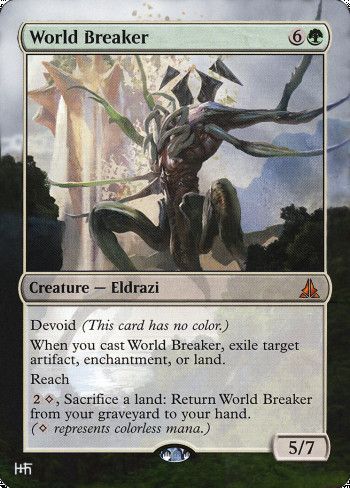 World Breaker 6
Creature — Eldrazi
Devoid (This card has no color.)
When you cast World Breaker, exile target
artifact, enchantment, or land.
Reach
2◇, Sacrifice a land: Return World Breaker
from your graveyard to your hand.
(◇ represents colorless mana.)
5/7